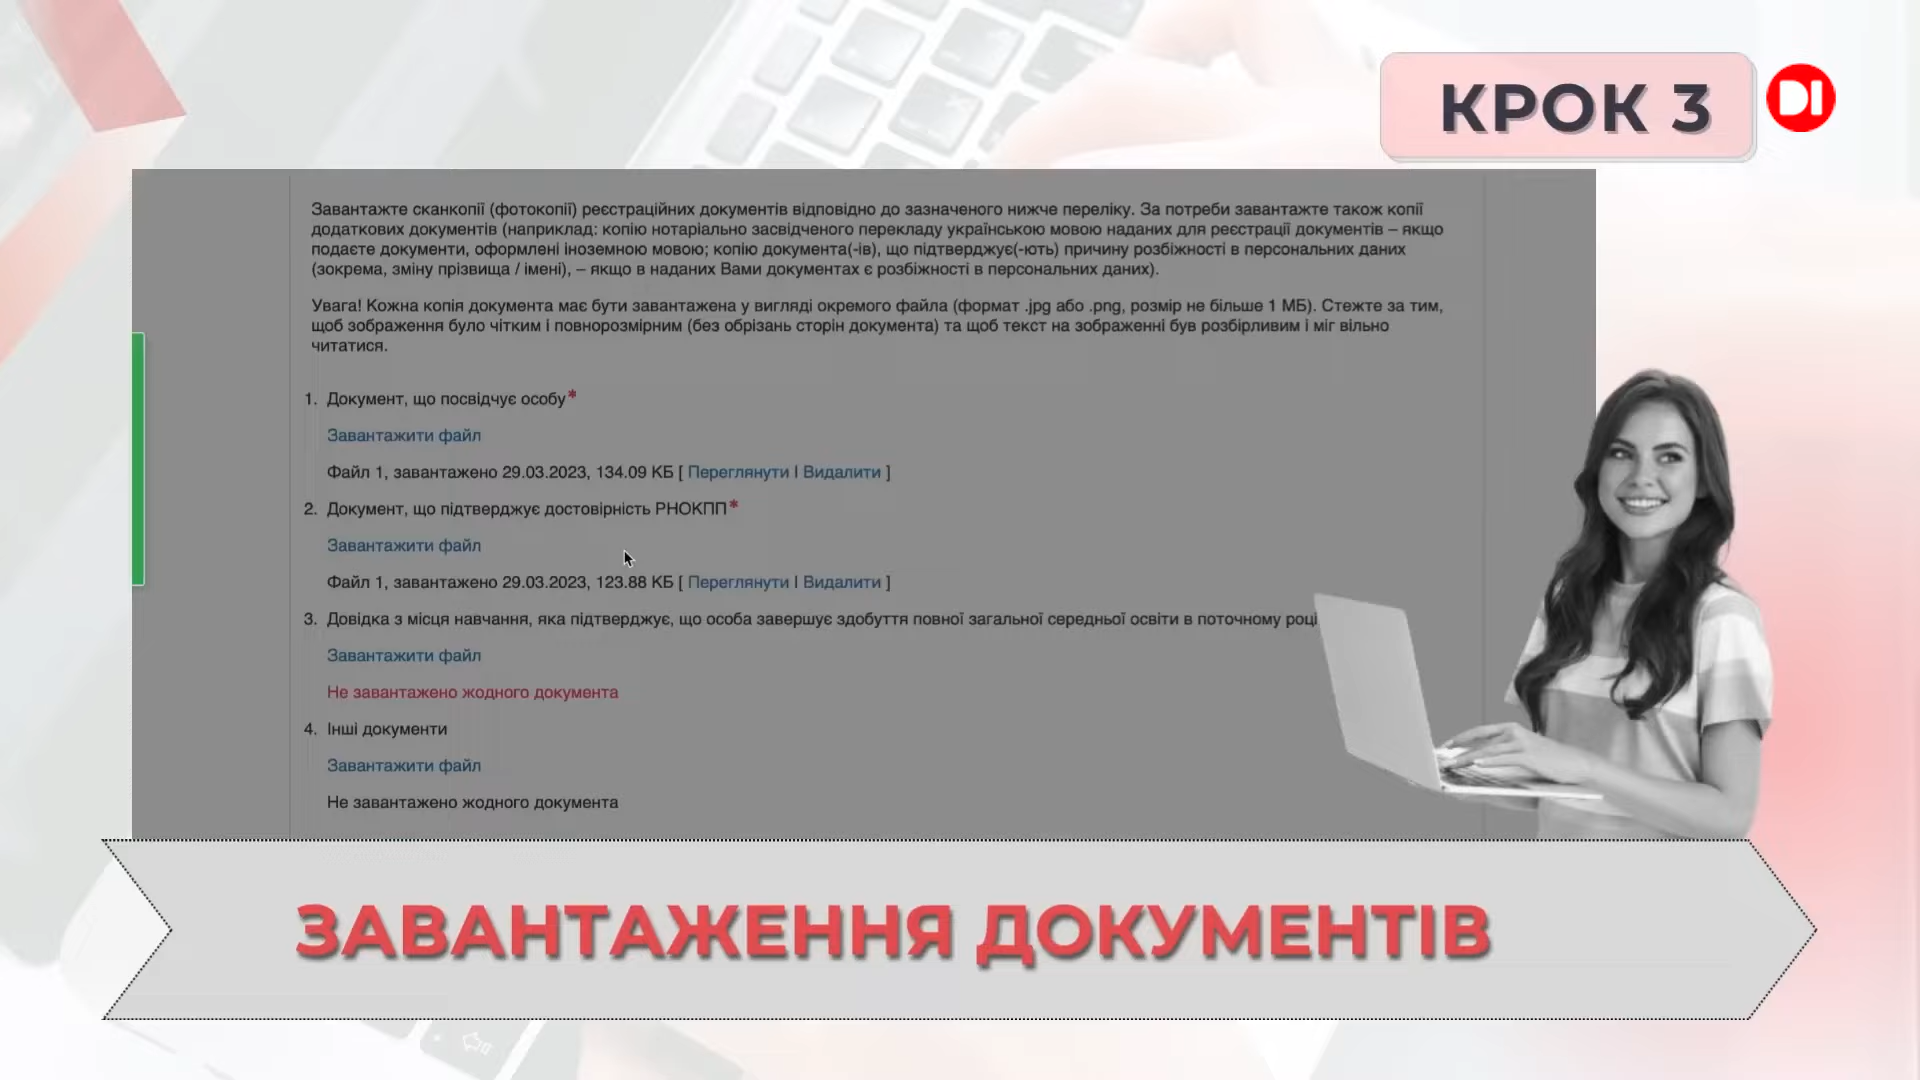 КРОК 3
DI
Завантажте сканкопії (фотокопії) реєстраційних документів відповідно до зазначеного нижче переліку. За потреби завантажте також копії
додаткових документів (наприклад: копію нотаріально засвідченого перекладу українською мовою наданих для реєстрації документів – якщо
подаєте документи, оформлені іноземною мовою; копію документа(-ів), що підтверджує(-ють) причину розбіжності в персональних даних
(зокрема, зміну прізвища / імені), – якщо в наданих Вами документах є розбіжності в персональних даних).
Увага! Кожна копія документа має бути завантажена у вигляді окремого файла (формат .jpg або .png, розмір не більше 1 МБ). Стежте за тим,
щоб зображення було чітким і повнорозмірним (без обрізань сторін документа) та щоб текст на зображенні був розбірливим і міг вільно
читатися.
1. Документ, що посвідчує особу*
Завантажити файл
Файл 1, завантажено 29.03.2023, 134.09 КБ [ Переглянути | Видалити ]
2. Документ, що підтверджує достовірність РНОКПП*
Завантажити файл
Файл 1, завантажено 29.03.2023, 123.88 КБ [ Переглянути | Видалити ]
3. Довідка з місця навчання, яка підтверджує, що особа завершує здобуття повної загальної середньої освіти в поточному році
Завантажити файл
Не завантажено жодного документа
4. Інші документи
Завантажити файл
Не завантажено жодного документа
ЗАВАНТАЖЕННЯ ДОКУМЕНТІВ